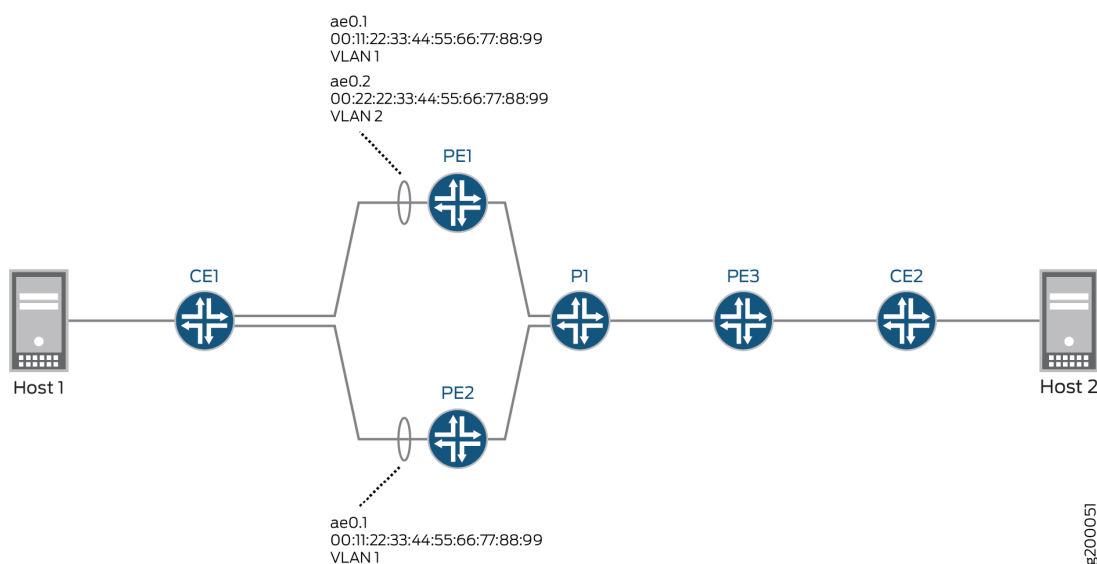 ae0.1
00:11:22:33:44:55:66:77:88:99
VLAN 1
ae0.2
00:22:22:33:44:55:66:77:88:99
VLAN 2
PE1
CE1
P1
PE3
CE2
Host 1
PE2
Host 2
ae0.1
00:11:22:33:44:55:66:77:88:99
VLAN 1
g200051